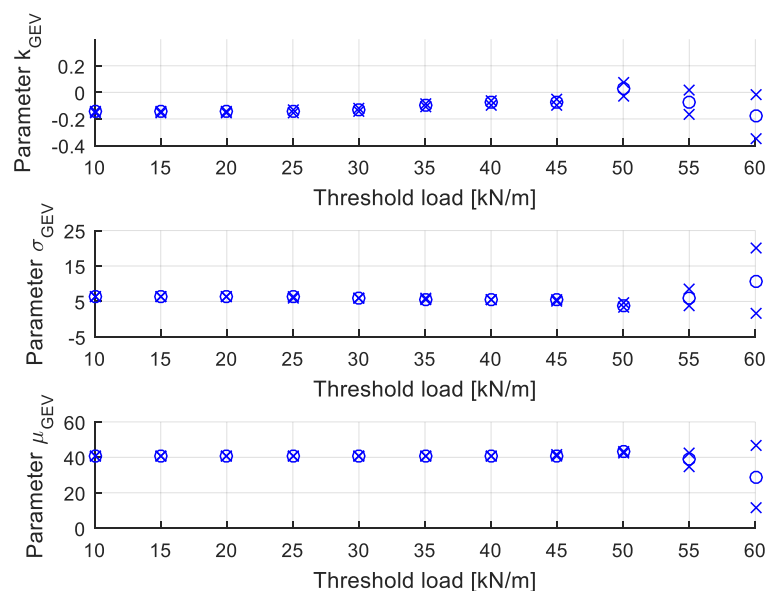 Parameter k_GEV
0.2
0
-0.2
-0.4
10 15 20 25 30 35 40 45 50 55 60
Threshold load [kN/m]
Parameter σ_GEV
25
15
5
-5
10 15 20 25 30 35 40 45 50 55 60
Threshold load [kN/m]
Parameter μ_GEV
60
40
20
0
10 15 20 25 30 35 40 45 50 55 60
Threshold load [kN/m]